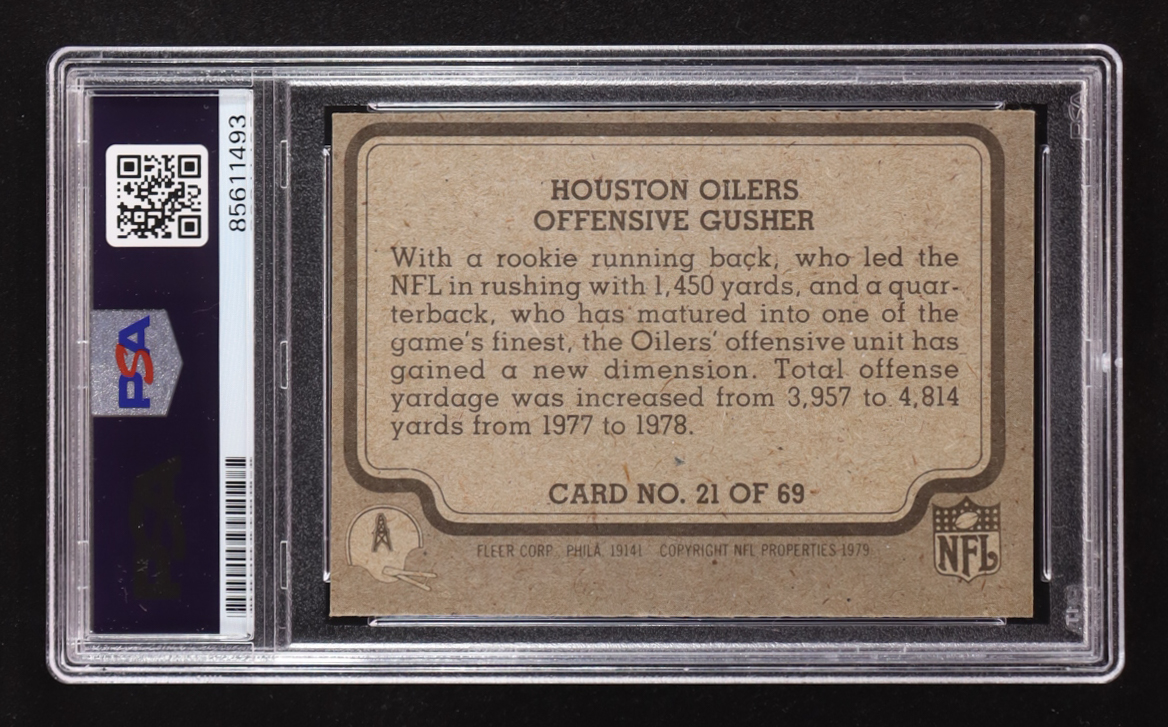 85611493
PSA
HOUSTON OILERS
OFFENSIVE GUSHER
With a rookie running back, who led the
NFL in rushing with 1,450 yards, and a quar-
terback, who has matured into one of the
game's finest, the Oilers' offensive unit has
gained a new dimension. Total offense
yardage was increased from 3,957 to 4,814
yards from 1977 to 1978.
CARD NO. 21 OF 69
FLEER CORP. PHILA. 19141 COPYRIGHT NFL PROPERTIES 1979
NFL
PSA